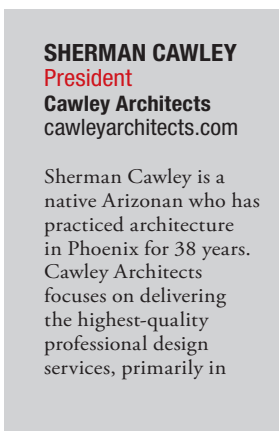 SHERMAN CAWLEY
President
Cawley Architects
cawleyarchitects.com
Sherman Cawley is a
native Arizonan who has
practiced architecture
in Phoenix for 38 years.
Cawley Architects
focuses on delivering
the highest-quality
professional design
services, primarily in